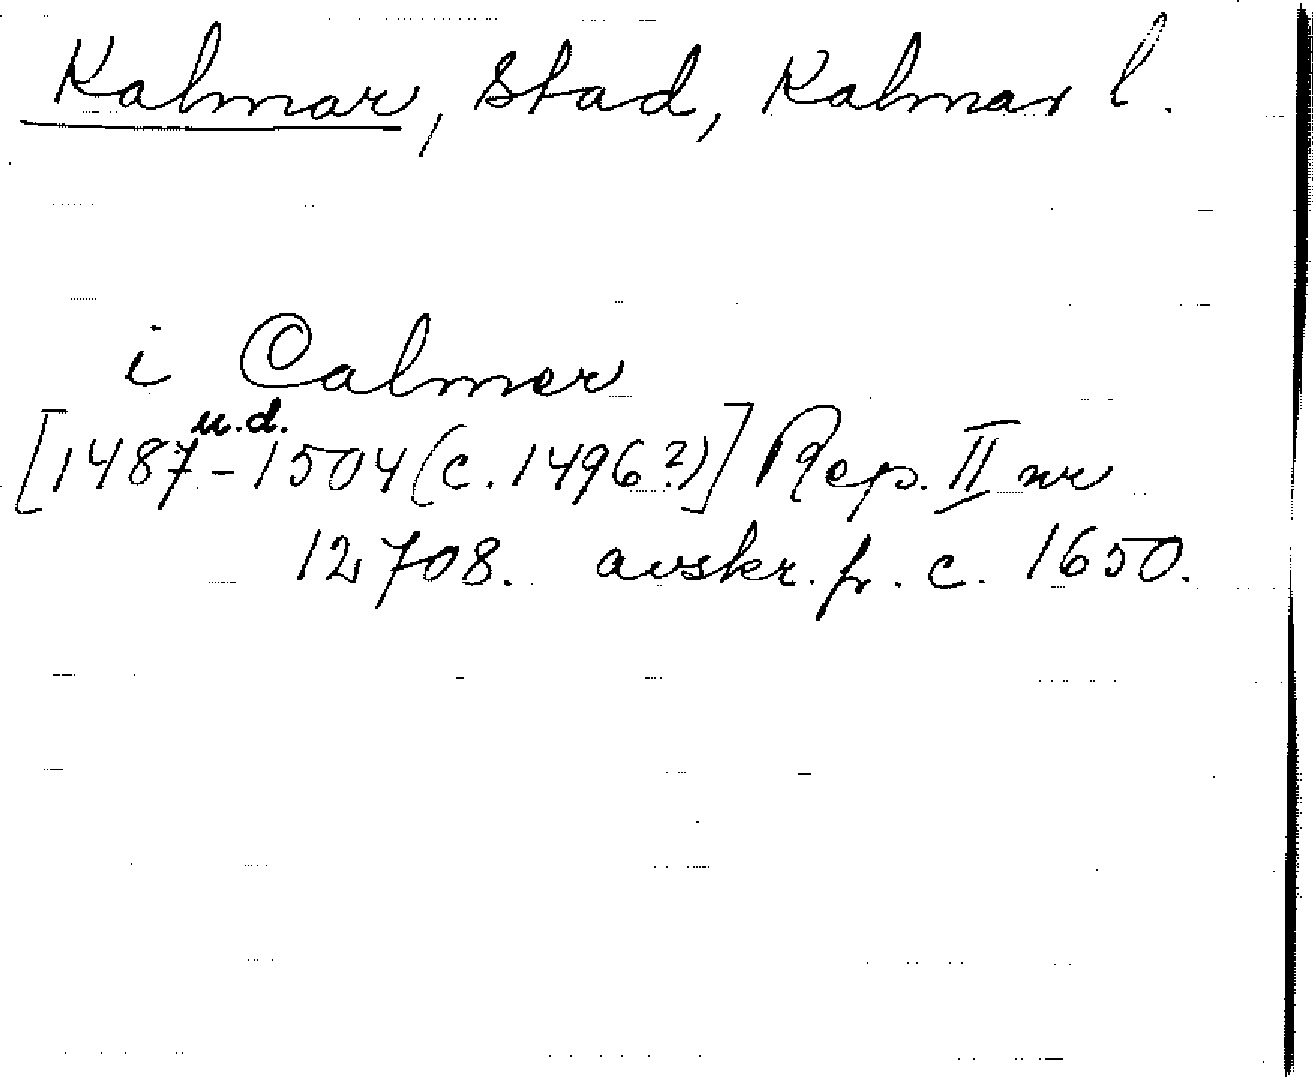 Kalmar, Stad, Kalmar l.
i Calmer
u.d.
[1487-1504(c. 1496?)] Rep. II nr
12708. avskr. fr. c. 1650.